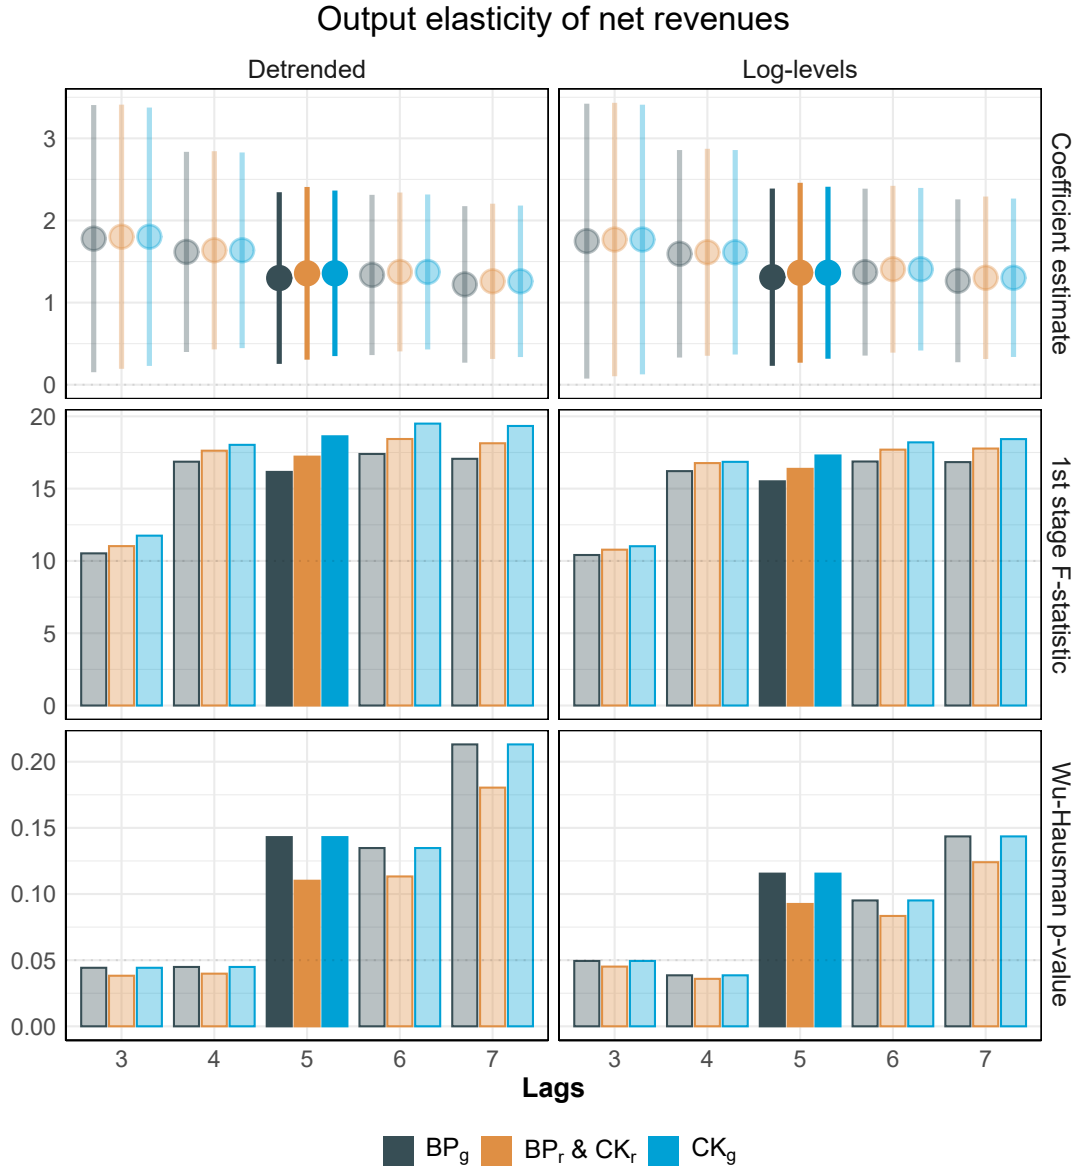 Output elasticity of net revenues
Detrended
Log-levels
3
2
1
0
Coefficient estimate
20
15
10
5
0
1st stage F-statistic
0.20
0.15
0.10
0.05
0.00
Wu-Hausman p-value
3 4 5 6 7
3 4 5 6 7
Lags
BPg
BPr & CKr
CKg